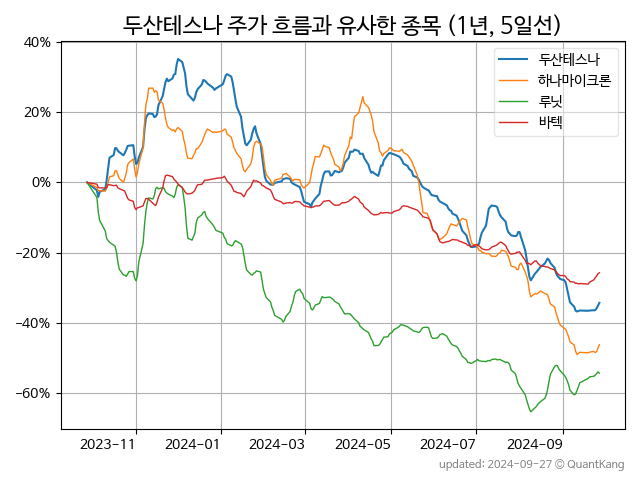 두산테스나 주가 흐름과 유사한 종목 (1년, 5일선)
40%
20%
0%
−20%
−40%
−60%
두산테스나
하나마이크론
루닛
바텍
2023−11
2024−01
2024−03
2024−05
2024−07
2024−09
updated: 2024-09-27 © QuantKang